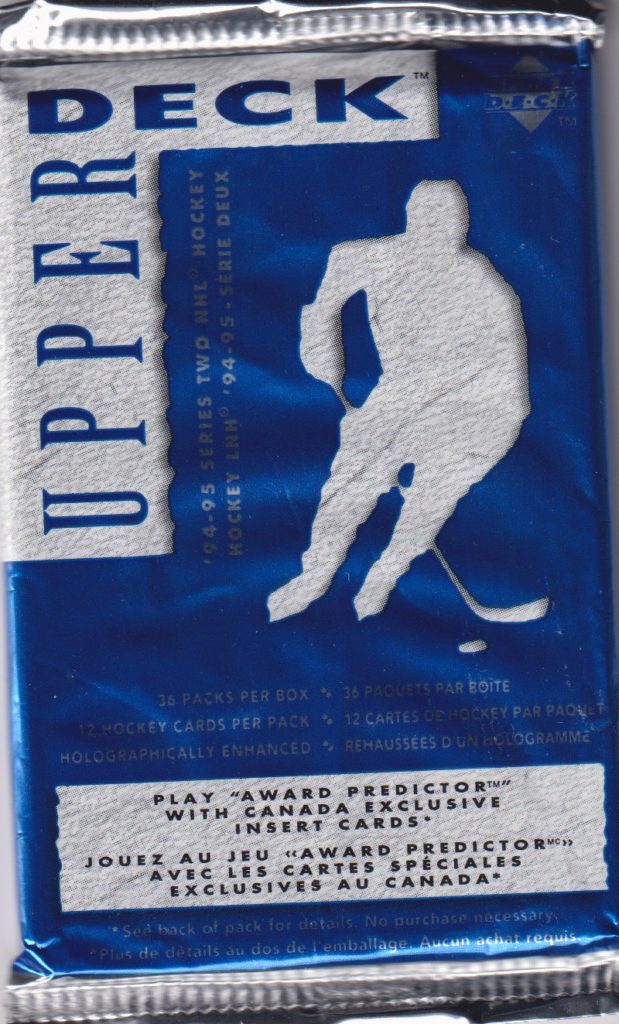 UPPER DECK™
DECK
TM
'94-95 SERIES TWO NHL® HOCKEY
HOCKEY LNH® '94-95 - SÉRIE DEUX
36 PACKS PER BOX • 36 PAQUETS PAR BOÎTE
12 HOCKEY CARDS PER PACK • 12 CARTES DE HOCKEY PAR PAQUET
HOLOGRAPHICALLY ENHANCED • REHAUSSÉES D'UN HOLOGRAMME
PLAY "AWARD PREDICTOR™"
WITH CANADA EXCLUSIVE
INSERT CARDS*
JOUEZ AU JEU «AWARD PREDICTOR MC»
AVEC LES CARTES SPÉCIALES
EXCLUSIVES AU CANADA*
*See back of pack for details. No purchase necessary.
*Plus de détails au dos de l'emballage. Aucun achat requis.